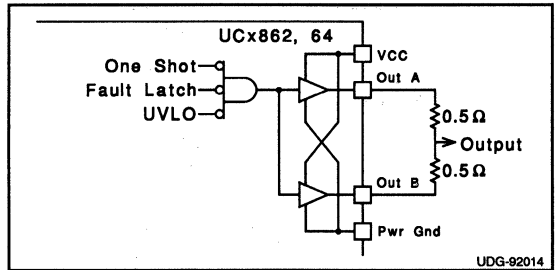 UCx862, 64
One Shot
Fault Latch
UVLO
VCC
Out A
0.5Ω
Output
0.5Ω
Out B
Pwr Gnd
UDG-92014